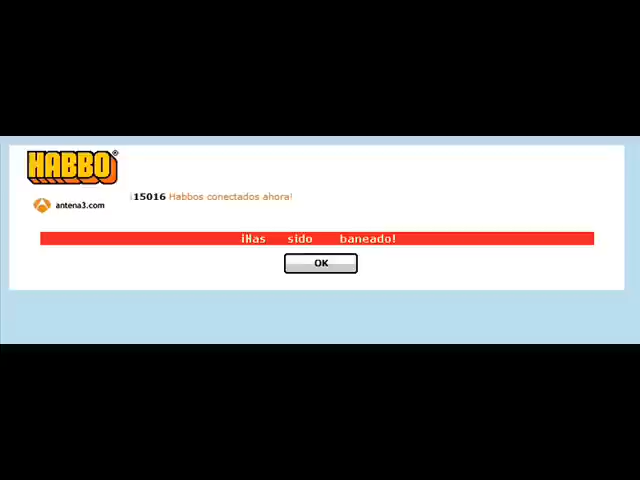 HABBO®
antena3.com
¡15016 Habbos conectados ahora!
¡Has sido baneado!
OK